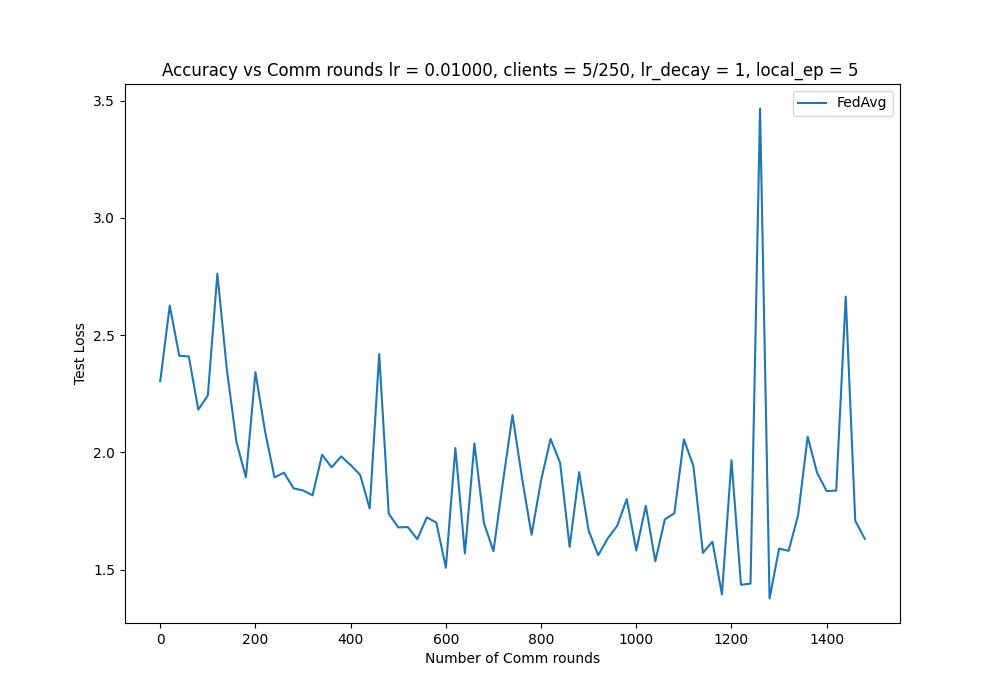 Accuracy vs Comm rounds lr = 0.01000, clients = 5/250, lr_decay = 1, local_ep = 5
FedAvg
3.5
3.0
2.5
2.0
1.5
Test Loss
0 200 400 600 800 1000 1200 1400
Number of Comm rounds